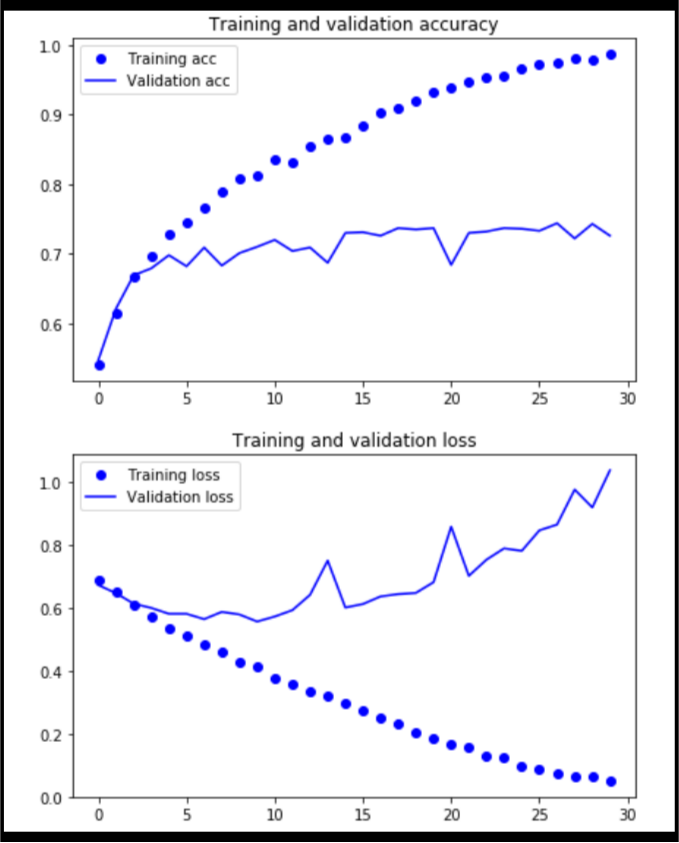 Training and validation accuracy
Training acc
Validation acc
1.0
0.9
0.8
0.7
0.6
0 5 10 15 20 25 30
Training and validation loss
Training loss
Validation loss
1.0
0.8
0.6
0.4
0.2
0.0
0 5 10 15 20 25 30